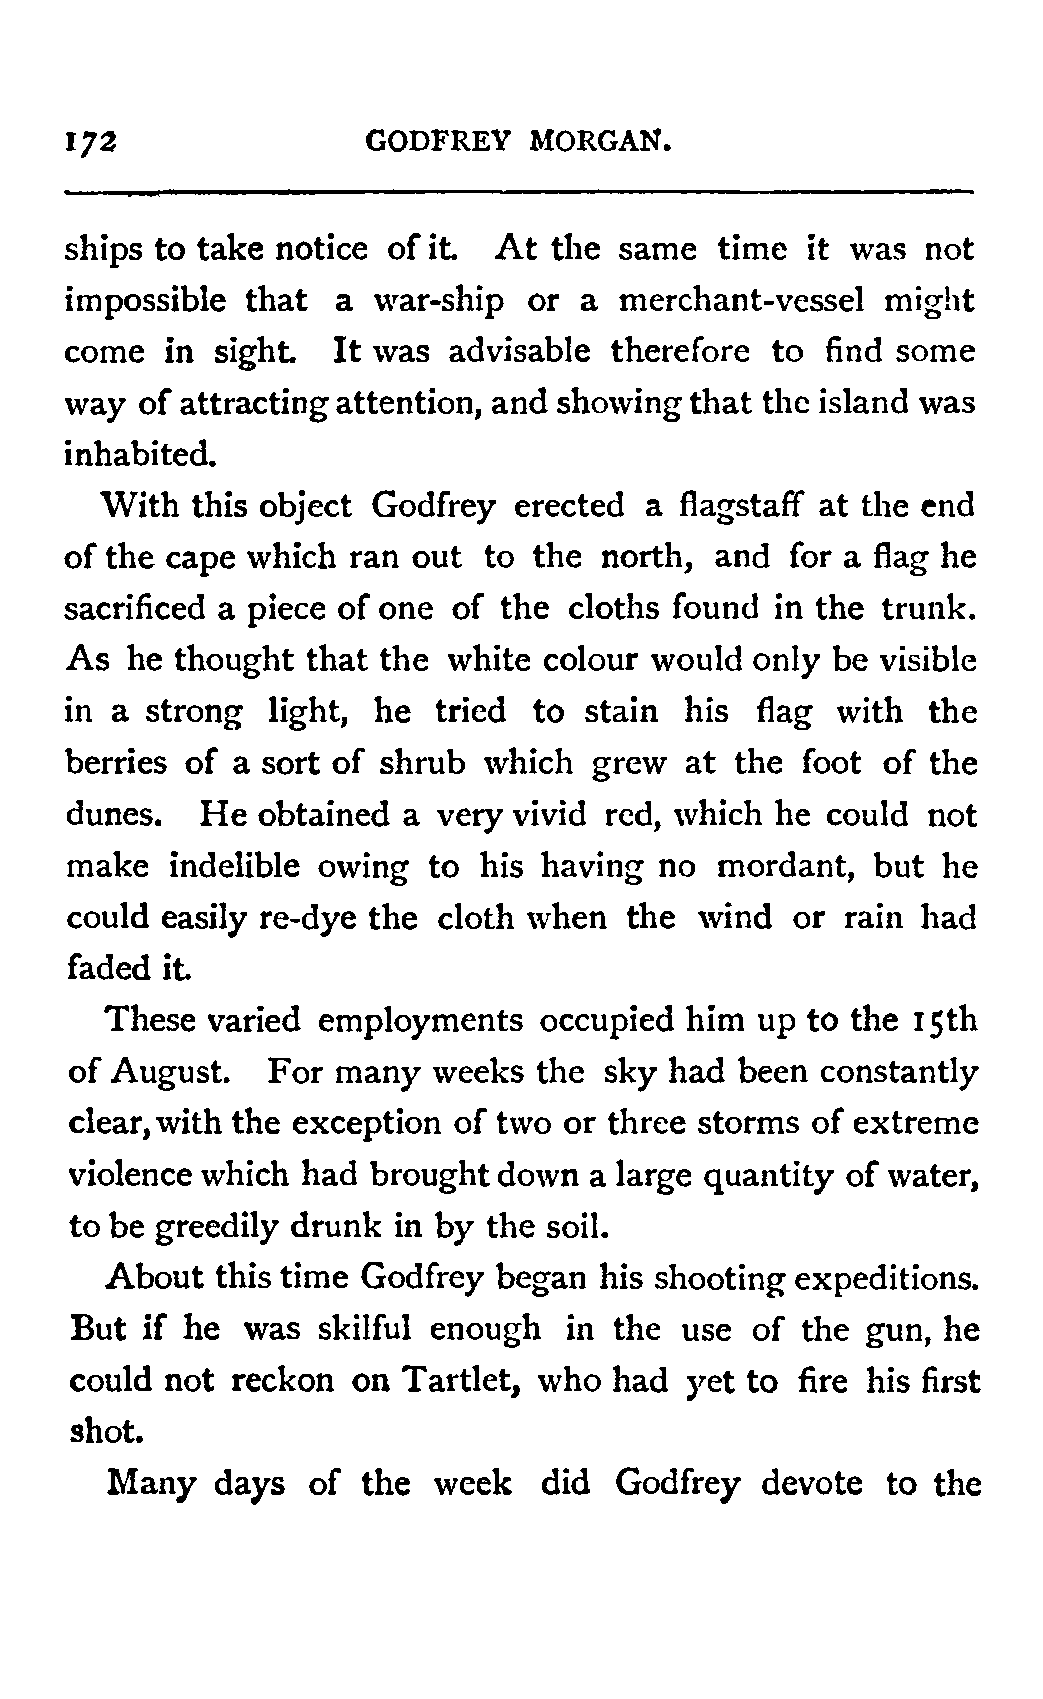 172 GODFREY MORGAN.
ships to take notice of it. At the same time it was not
impossible that a war-ship or a merchant-vessel might
come in sight. It was advisable therefore to find some
way of attracting attention, and showing that the island was
inhabited.
With this object Godfrey erected a flagstaff at the end
of the cape which ran out to the north, and for a flag he
sacrificed a piece of one of the cloths found in the trunk.
As he thought that the white colour would only be visible
in a strong light, he tried to stain his flag with the
berries of a sort of shrub which grew at the foot of the
dunes. He obtained a very vivid red, which he could not
make indelible owing to his having no mordant, but he
could easily re-dye the cloth when the wind or rain had
faded it.
These varied employments occupied him up to the 15th
of August. For many weeks the sky had been constantly
clear, with the exception of two or three storms of extreme
violence which had brought down a large quantity of water,
to be greedily drunk in by the soil.
About this time Godfrey began his shooting expeditions.
But if he was skilful enough in the use of the gun, he
could not reckon on Tartlet, who had yet to fire his first
shot.
Many days of the week did Godfrey devote to the